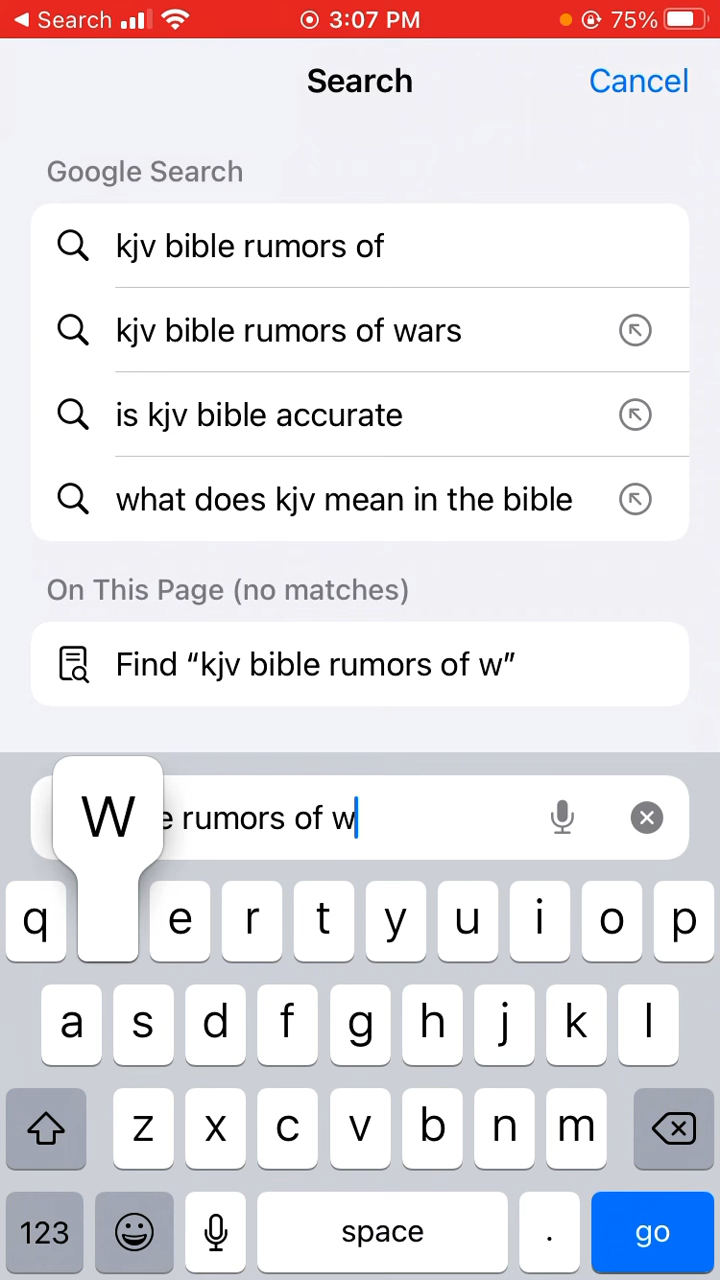 Search 3:07 PM 75%
Search Cancel
Google Search
kjv bible rumors of
kjv bible rumors of wars
is kjv bible accurate
what does kjv mean in the bible
On This Page (no matches)
Find “kjv bible rumors of w”
W
e rumors of w
q e r t y u i o p
a s d f g h j k l
z x c v b n m
123 space . go